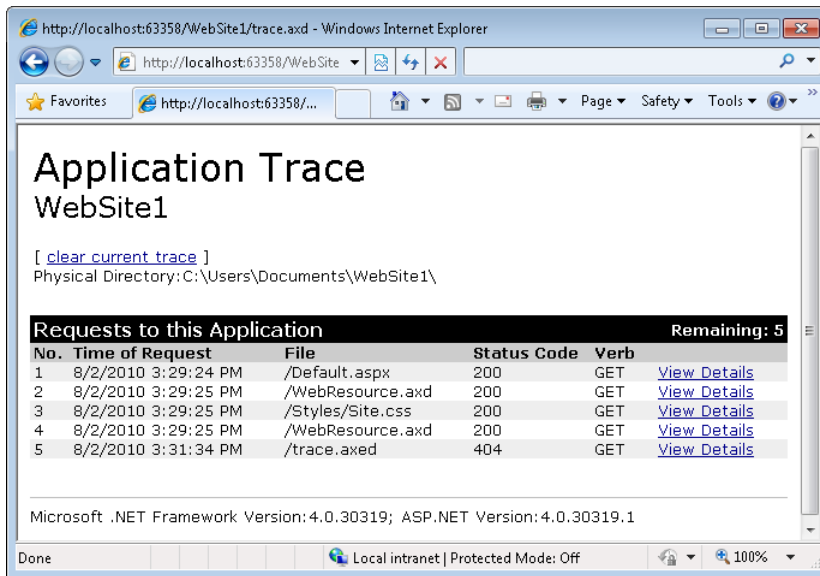 http://localhost:63358/WebSite1/trace.axd - Windows Internet Explorer
http://localhost:63358/WebSite
Favorites http://localhost:63358/... Page Safety Tools
Application Trace
WebSite1
[ clear current trace ]
Physical Directory:C:\Users\Documents\WebSite1\
Requests to this Application Remaining: 5
No. Time of Request File Status Code Verb
1 8/2/2010 3:29:24 PM /Default.aspx 200 GET View Details
2 8/2/2010 3:29:25 PM /WebResource.axd 200 GET View Details
3 8/2/2010 3:29:25 PM /Styles/Site.css 200 GET View Details
4 8/2/2010 3:29:25 PM /WebResource.axd 200 GET View Details
5 8/2/2010 3:31:34 PM /trace.axed 404 GET View Details
Microsoft .NET Framework Version:4.0.30319; ASP.NET Version:4.0.30319.1
Done Local intranet | Protected Mode: Off 100%